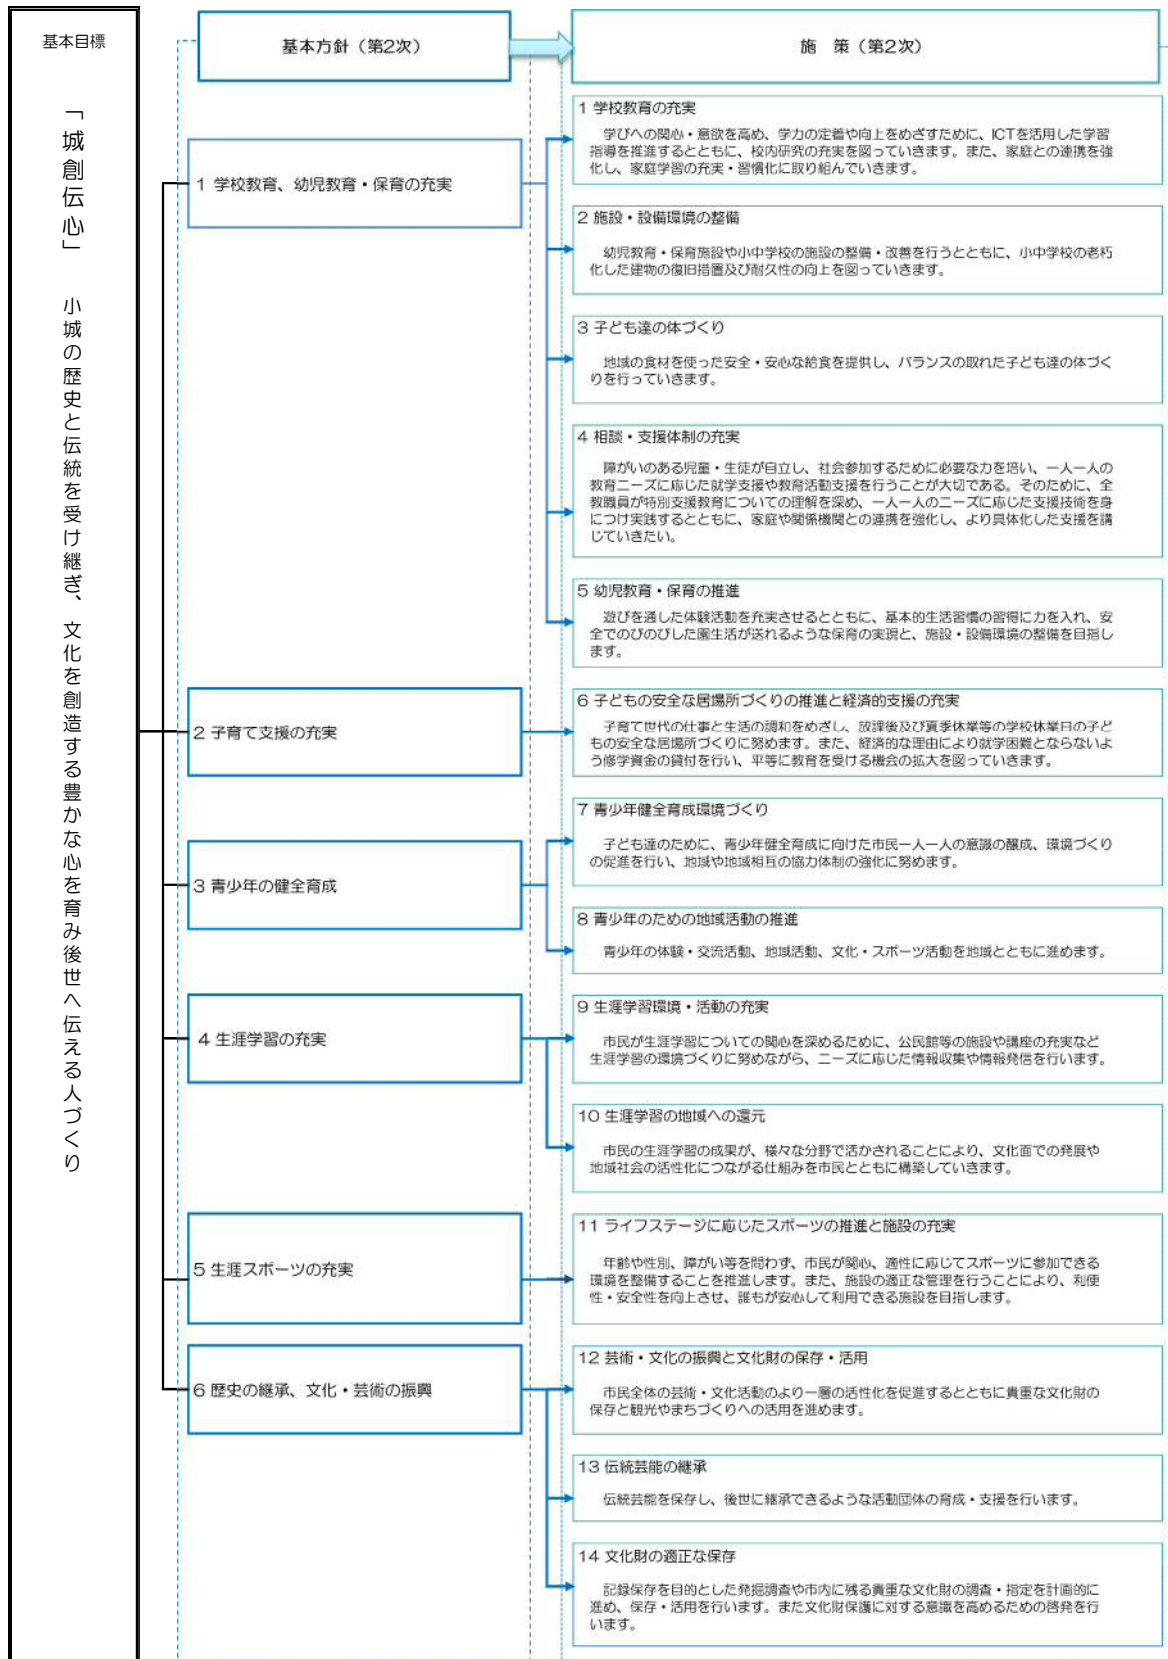 基本目標
「城創伝心」 小城の歴史と伝統を受け継ぎ、文化を創造する豊かな心を育み後世へ伝える人づくり
基本方針（第2次）
施 策（第2次）
1 学校教育、幼児教育・保育の充実
1 学校教育の充実
学びへの関心・意欲を高め、学力の定着や向上をめざすために、ICTを活用した学習
指導を推進するとともに、校内研究の充実を図っていきます。また、家庭との連携を強
化し、家庭学習の充実・習慣化に取り組んでいきます。
2 施設・設備環境の整備
幼児教育・保育施設や小中学校の施設の整備・改善を行うとともに、小中学校の老朽
化した建物の復旧措置及び耐久性の向上を図っていきます。
3 子ども達の体づくり
地域の食材を使った安全・安心な給食を提供し、バランスの取れた子ども達の体づく
りを行っていきます。
4 相談・支援体制の充実
障がいのある児童・生徒が自立し、社会参加するために必要な力を培い、一人一人の
教育ニーズに応じた就学支援や教育活動支援を行うことが大切である。そのために、全
教職員が特別支援教育についての理解を深め、一人一人のニーズに応じた支援技術を身
につけ実践するとともに、家庭や関係機関との連携を強化し、より具体化した支援を講
じていきたい。
5 幼児教育・保育の推進
遊びを通した体験活動を充実させるとともに、基本的生活習慣の習得に力を入れ、安
全でのびのびした園生活が送れるような保育の実現と、施設・設備環境の整備を目指し
ます。
2 子育て支援の充実
6 子どもの安全な居場所づくりの推進と経済的支援の充実
子育て世代の仕事と生活の調和をめざし、放課後及び夏季休業等の学校休業日の子ど
もの安全な居場所づくりに努めます。また、経済的な理由により就学困難とならないよ
う修学資金の貸付を行い、平等に教育を受ける機会の拡大を図っていきます。
3 青少年の健全育成
7 青少年健全育成環境づくり
子ども達のために、青少年健全育成に向けた市民一人一人の意識の醸成、環境づくり
の促進を行い、地域や地域相互の協力体制の強化に努めます。
8 青少年のための地域活動の推進
青少年の体験・交流活動、地域活動、文化・スポーツ活動を地域とともに進めます。
4 生涯学習の充実
9 生涯学習環境・活動の充実
市民が生涯学習についての関心を深めるために、公民館等の施設や講座の充実など
生涯学習の環境づくりに努めながら、ニーズに応じた情報収集や情報発信を行います。
10 生涯学習の地域への還元
市民の生涯学習の成果が、様々な分野で活かされることにより、文化面での発展や
地域社会の活性化につながる仕組みを市民とともに構築していきます。
5 生涯スポーツの充実
11 ライフステージに応じたスポーツの推進と施設の充実
年齢や性別、障がい等を問わず、市民が関心、適性に応じてスポーツに参加できる
環境を整備することを推進します。また、施設の適正な管理を行うことにより、利便
性・安全性を向上させ、誰もが安心して利用できる施設を目指します。
6 歴史の継承、文化・芸術の振興
12 芸術・文化の振興と文化財の保存・活用
市民全体の芸術・文化活動のより一層の活性化を促進するとともに貴重な文化財の
保存と観光やまちづくりへの活用を進めます。
13 伝統芸能の継承
伝統芸能を保存し、後世に継承できるような活動団体の育成・支援を行います。
14 文化財の適正な保存
記録保存を目的とした発掘調査や市内に残る貴重な文化財の調査・指定を計画的に
進め、保存・活用を行います。また文化財保護に対する意識を高めるための啓発を行
います。